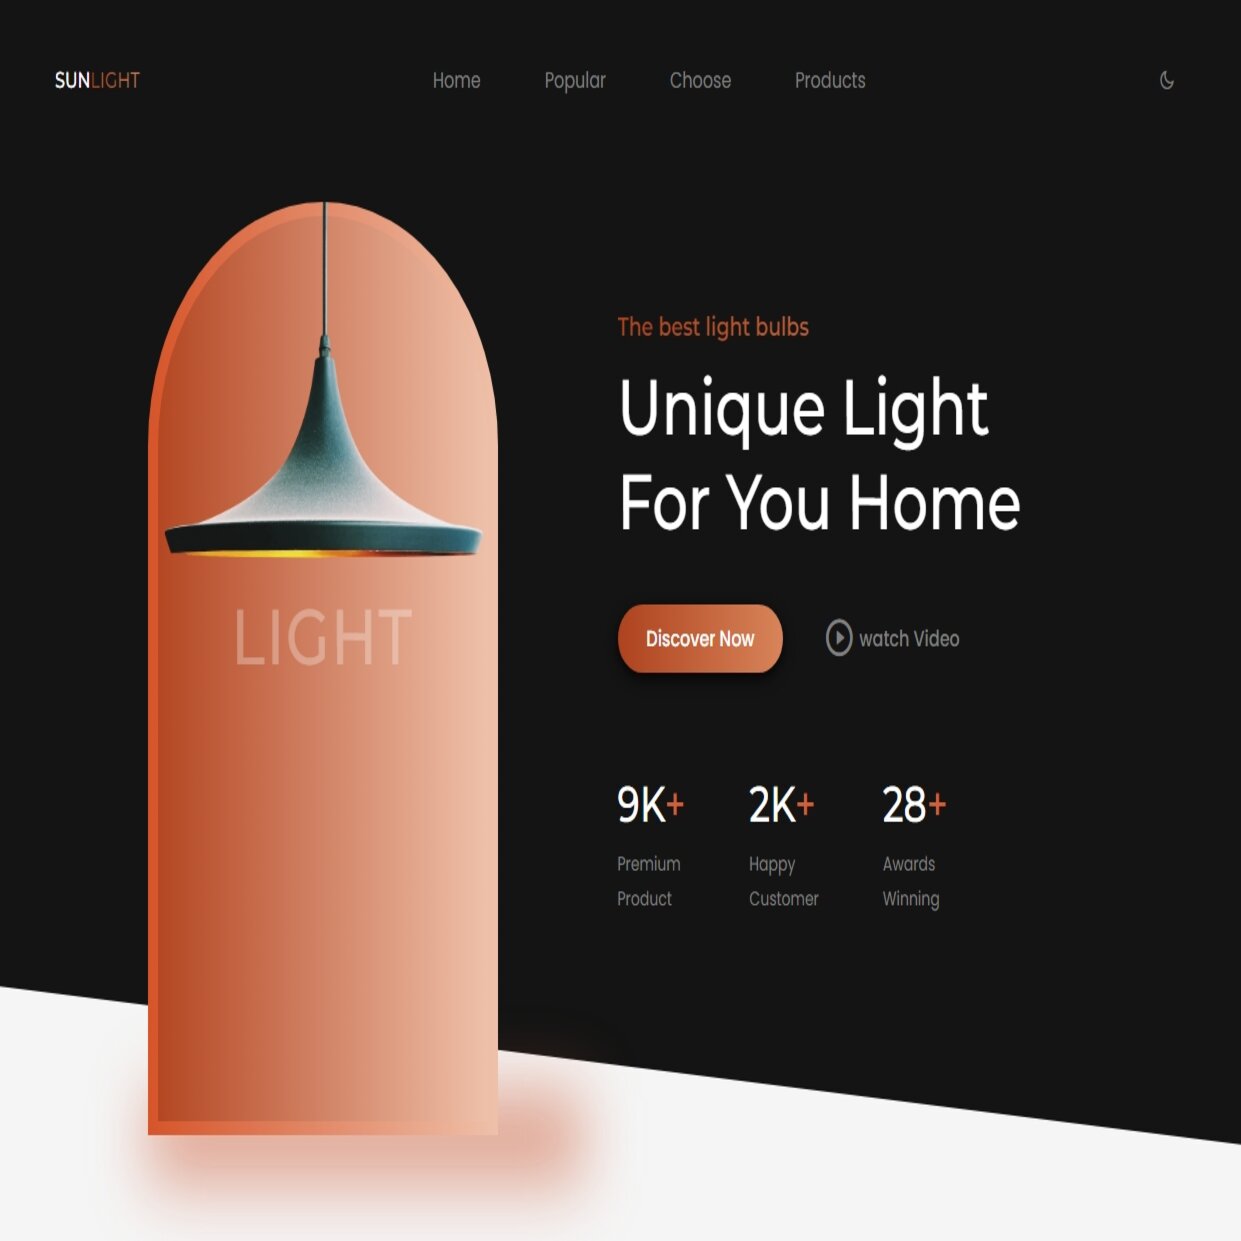 SUNLIGHT
Home Popular Choose Products
The best light bulbs
Unique Light
For You Home
LIGHT
Discover Now watch Video
9K+ 2K+ 28+
Premium Happy Awards
Product Customer Winning